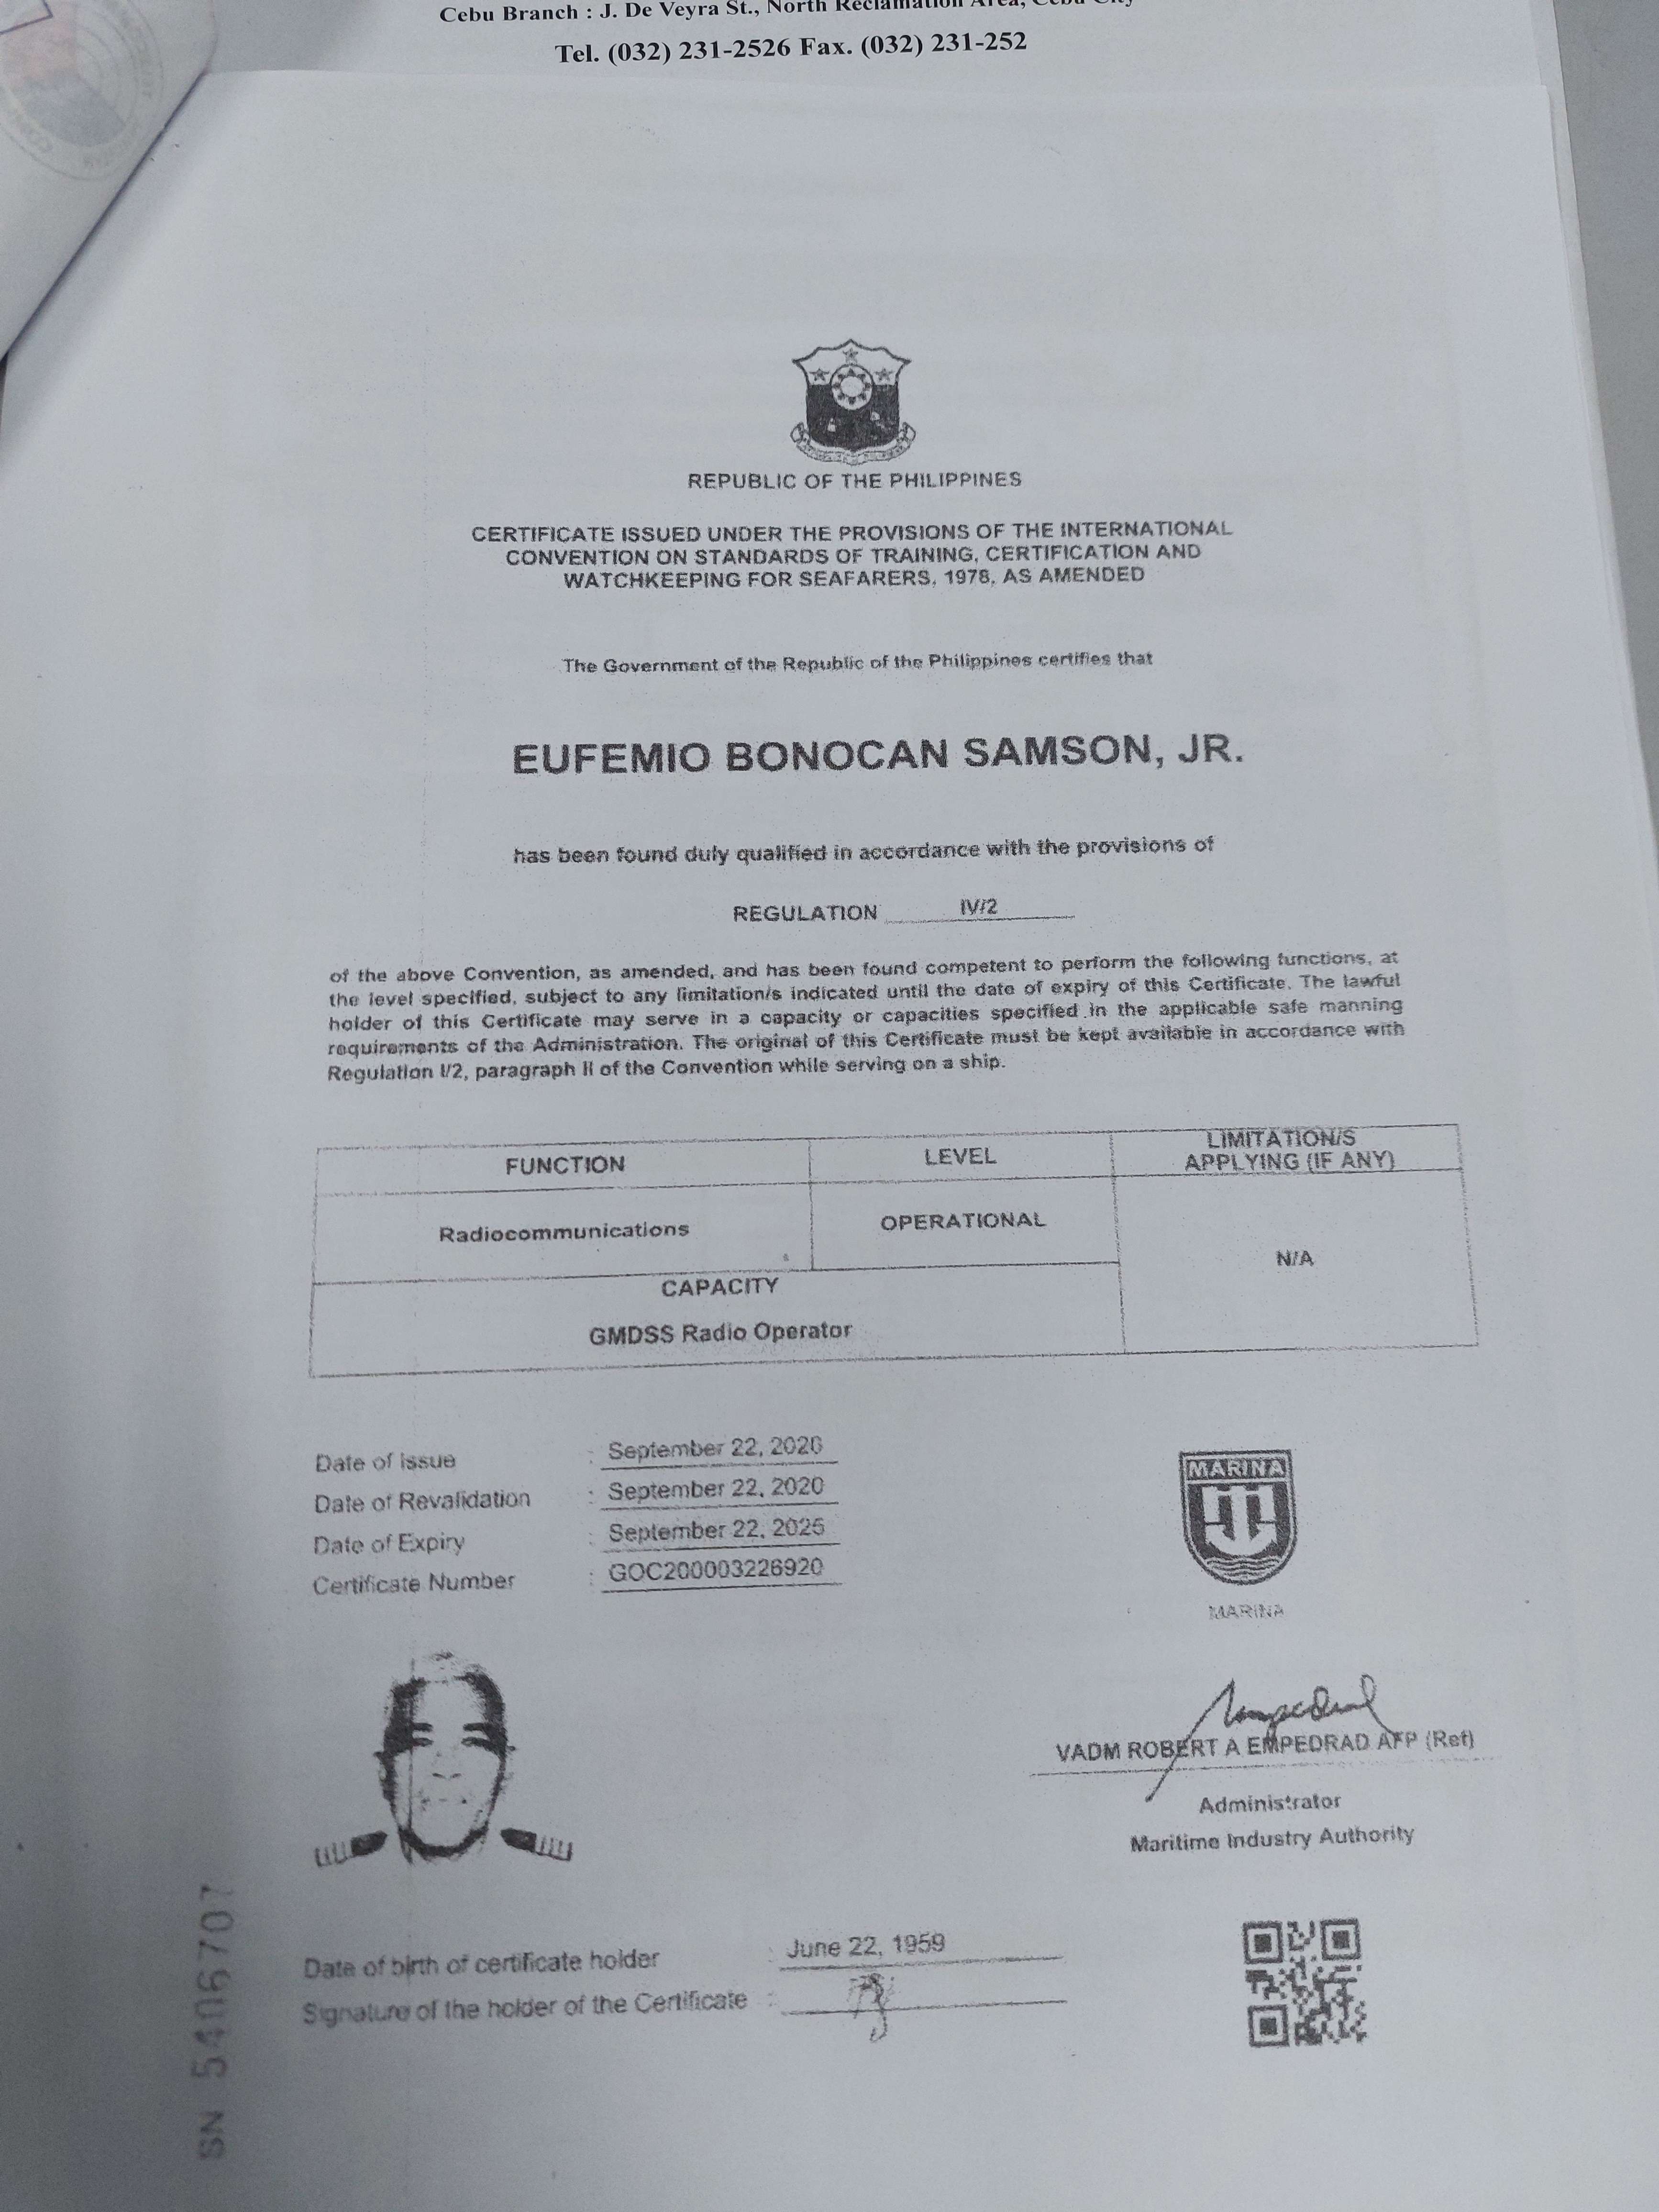 Cebu Branch : J. De Veyra St., North Reclamation Area, Cebu City
Tel. (032) 231-2526 Fax. (032) 231-252
REPUBLIC OF THE PHILIPPINES
CERTIFICATE ISSUED UNDER THE PROVISIONS OF THE INTERNATIONAL
CONVENTION ON STANDARDS OF TRAINING, CERTIFICATION AND
WATCHKEEPING FOR SEAFARERS, 1978, AS AMENDED
The Government of the Republic of the Philippines certifies that
EUFEMIO BONOCAN SAMSON, JR.
has been found duly qualified in accordance with the provisions of
REGULATION IV/2
of the above Convention, as amended, and has been found competent to perform the following functions, at
the level specified, subject to any limitation/s indicated until the date of expiry of this Certificate. The lawful
holder of this Certificate may serve in a capacity or capacities specified in the applicable safe manning
requirements of the Administration. The original of this Certificate must be kept available in accordance with
Regulation I/2, paragraph II of the Convention while serving on a ship.
FUNCTION LEVEL LIMITATION/S
APPLYING (IF ANY)
Radiocommunications OPERATIONAL
N/A
CAPACITY
GMDSS Radio Operator
Date of Issue : September 22, 2020
Date of Revalidation : September 22, 2020
Date of Expiry : September 22, 2025
Certificate Number : GOC200003226920
MARINA
MARINA
VADM ROBERT A EMPEDRAD AFP (Ret)
Administrator
Maritime Industry Authority
Date of birth of certificate holder : June 22, 1959
Signature of the holder of the Certificate :
SN 5406707